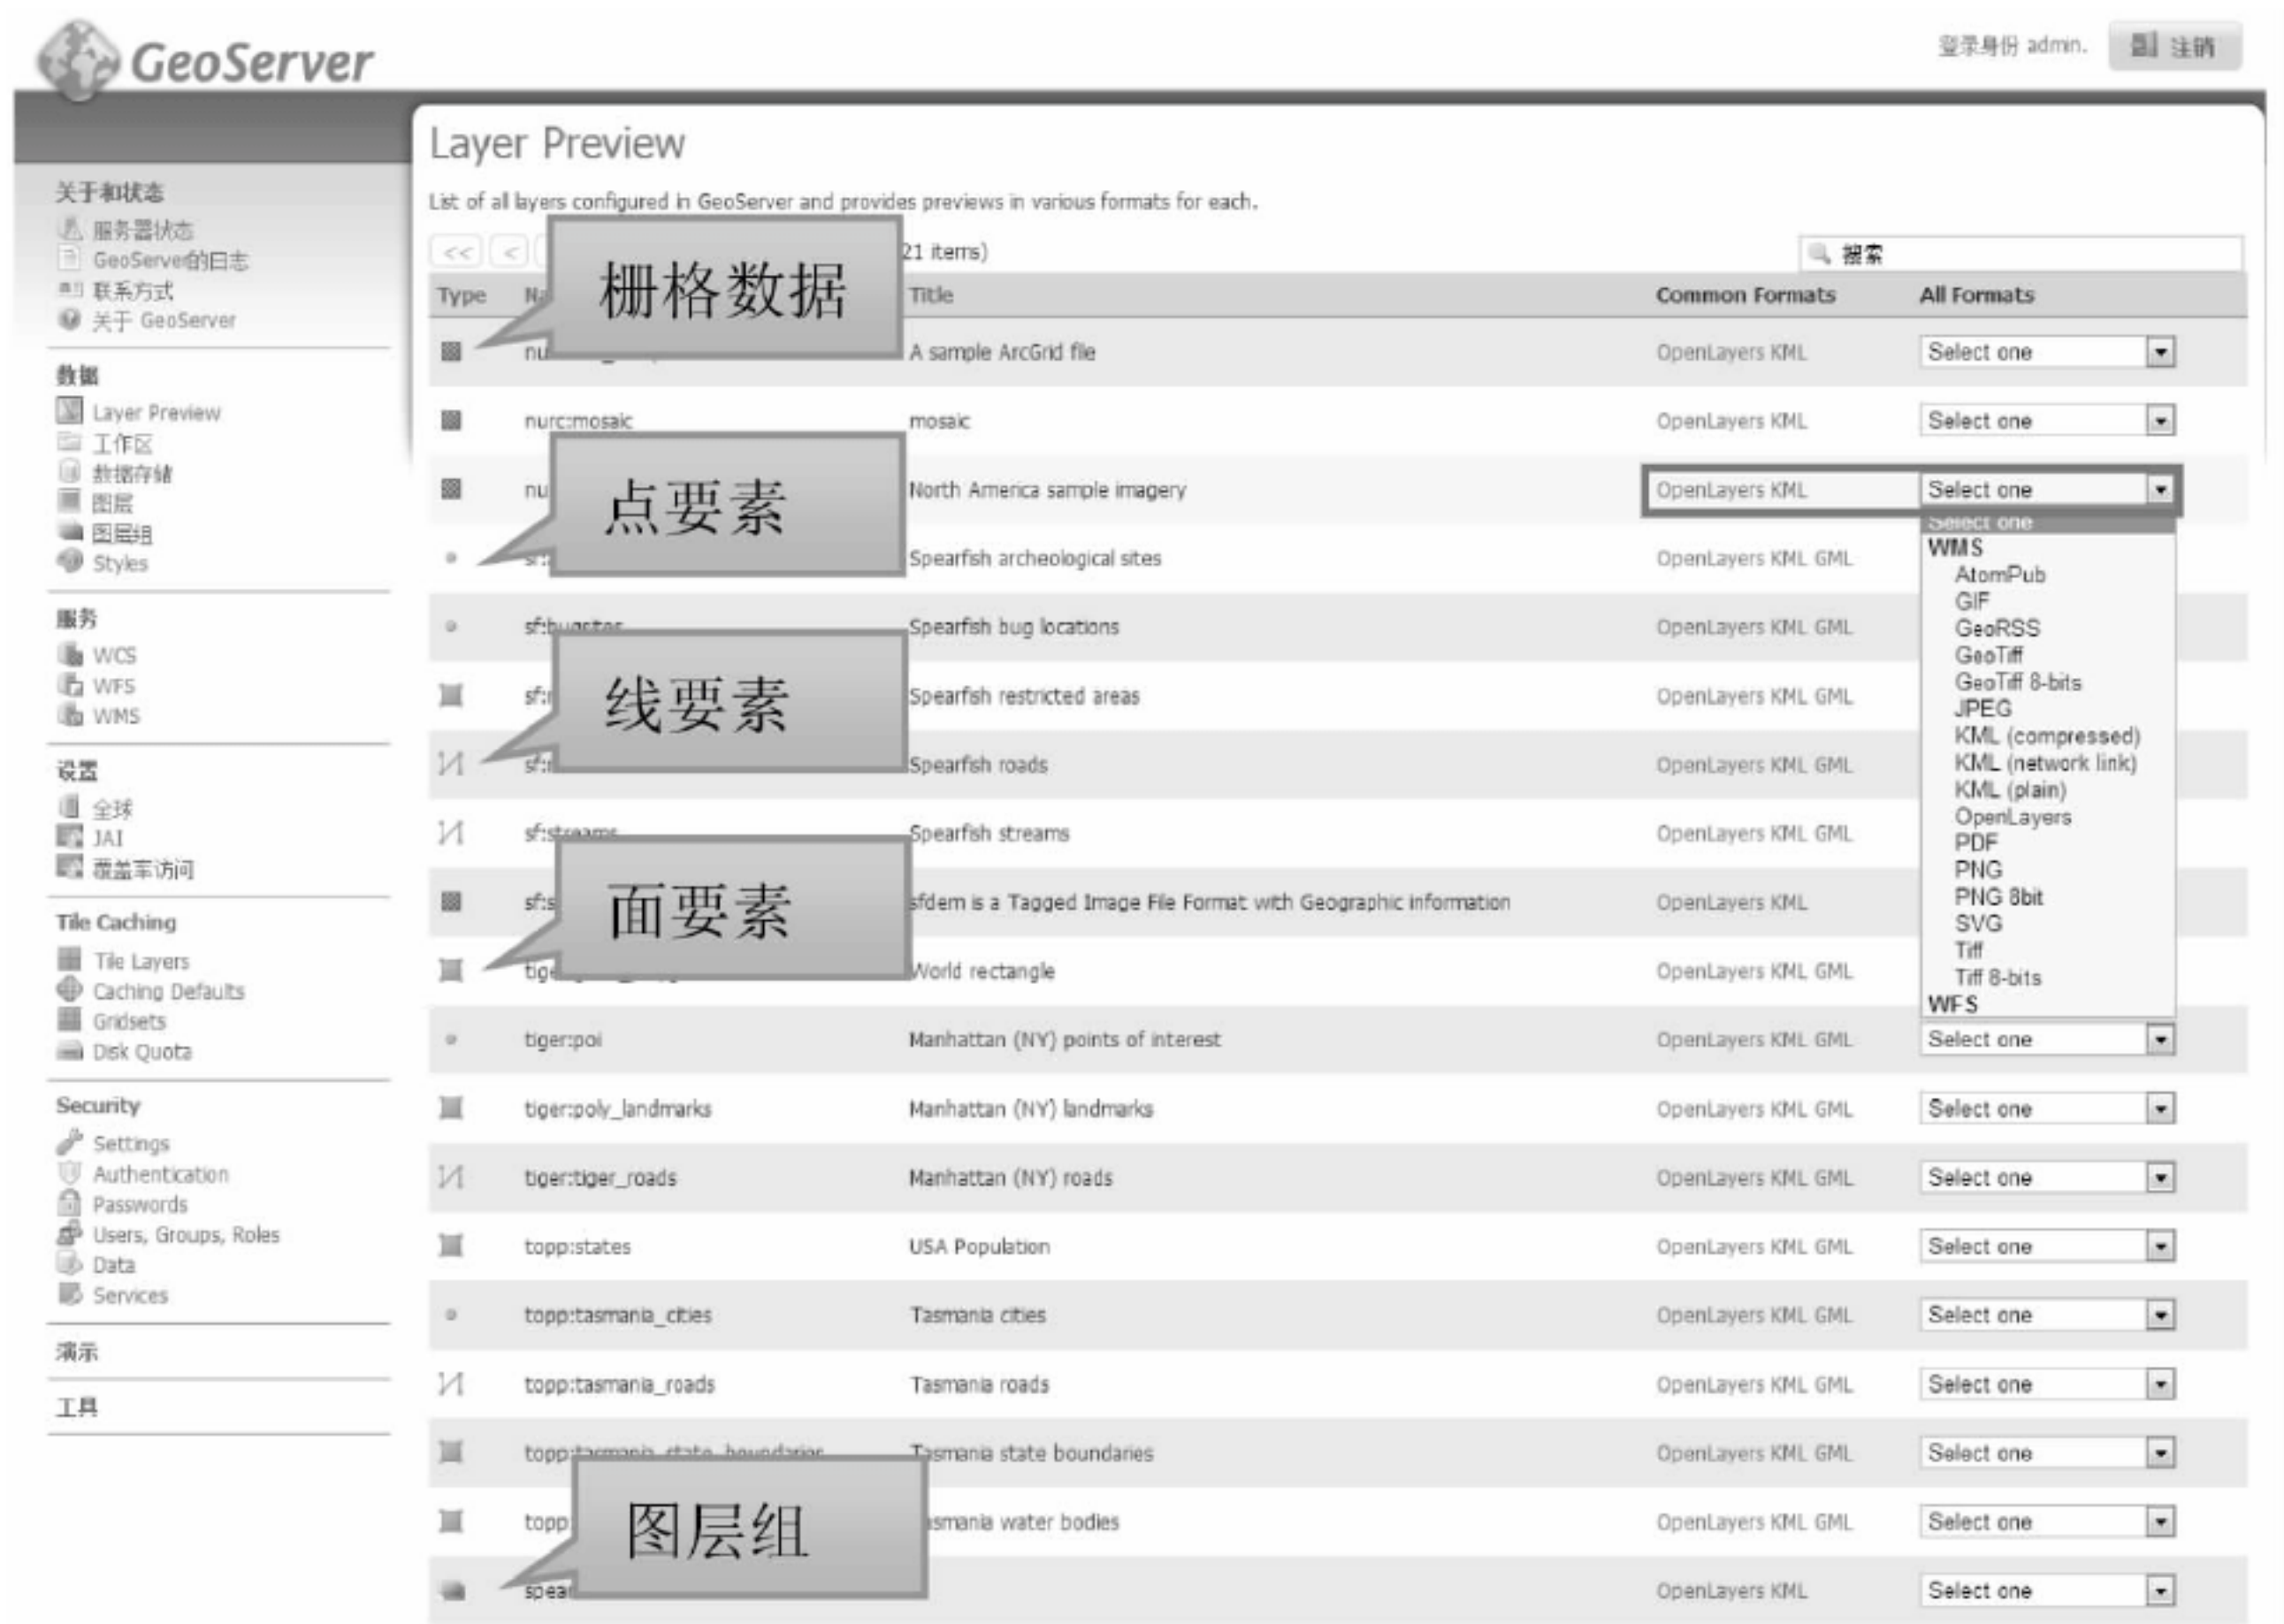 GeoServer
登录身份 admin.
注销
关于和状态
服务器状态
GeoServer的日志
联系方式
关于 GeoServer
数据
Layer Preview
工作区
数据存储
图层
图层组
Styles
服务
WCS
WFS
WMS
设置
全球
JAI
覆盖率访问
Tile Caching
Tile Layers
Caching Defaults
Gridsets
Disk Quota
Security
Settings
Authentication
Passwords
Users, Groups, Roles
Data
Services
演示
工具
Layer Preview
List of all layers configured in GeoServer and provides previews in various formats for each.
<< < 21 items) 搜索
Type Title Common Formats All Formats
栅格数据
A sample ArcGrid file OpenLayers KML Select one
nurc:mosaic mosaic OpenLayers KML Select one
点要素
North America sample imagery OpenLayers KML Select one
Spearfish archeological sites OpenLayers KML GML
sf:bugsites Spearfish bug locations OpenLayers KML GML
线要素
Spearfish restricted areas OpenLayers KML GML
Spearfish roads OpenLayers KML GML
sf:streams Spearfish streams OpenLayers KML GML
面要素
sfdem is a Tagged Image File Format with Geographic information OpenLayers KML
World rectangle OpenLayers KML GML
Select one
WMS
AtomPub
GIF
GeoRSS
GeoTiff
GeoTiff 8-bits
JPEG
KML (compressed)
KML (network link)
KML (plain)
OpenLayers
PDF
PNG
PNG 8bit
SVG
Tiff
Tiff 8-bits
WFS
tiger:poi Manhattan (NY) points of interest OpenLayers KML GML Select one
tiger:poly_landmarks Manhattan (NY) landmarks OpenLayers KML GML Select one
tiger:tiger_roads Manhattan (NY) roads OpenLayers KML GML Select one
topp:states USA Population OpenLayers KML GML Select one
topp:tasmania_cities Tasmania cities OpenLayers KML GML Select one
topp:tasmania_roads Tasmania roads OpenLayers KML GML Select one
topp:tasmania_state_boundaries Tasmania state boundaries OpenLayers KML GML Select one
图层组
topp water bodies OpenLayers KML GML Select one
OpenLayers KML Select one